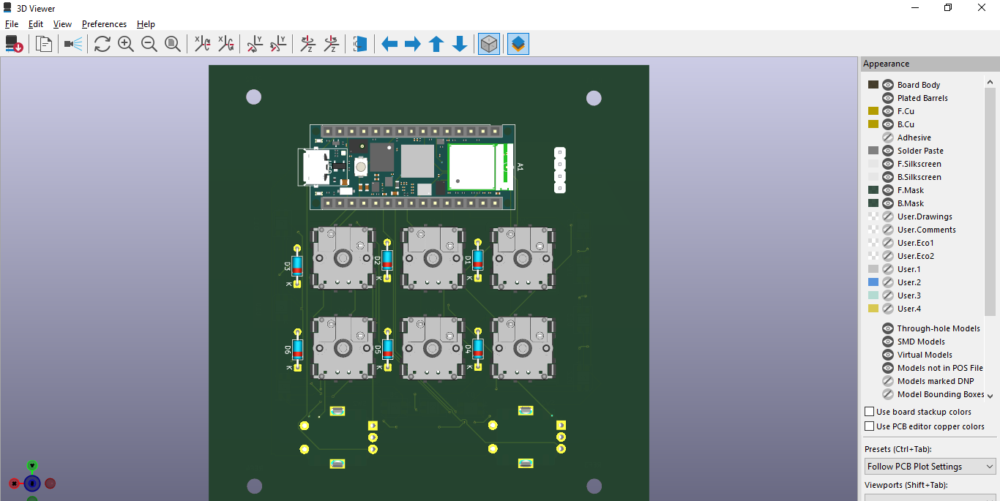 3D Viewer
File Edit View Preferences Help
Appearance
Board Body
Plated Barrels
F.Cu
B.Cu
Adhesive
Solder Paste
F.Silkscreen
B.Silkscreen
F.Mask
B.Mask
User.Drawings
User.Comments
User.Eco1
User.Eco2
User.1
User.2
User.3
User.4
Through-hole Models
SMD Models
Virtual Models
Models not in POS File
Models marked DNP
Model Bounding Boxes
Use board stackup colors
Use PCB editor copper colors
Presets (Ctrl+Tab):
Follow PCB Plot Settings
Viewports (Shift+Tab):
X
X
Y
Y
Z
Z
A1
D3
K
D2
K
D1
K
D6
K
D5
K
D4
K